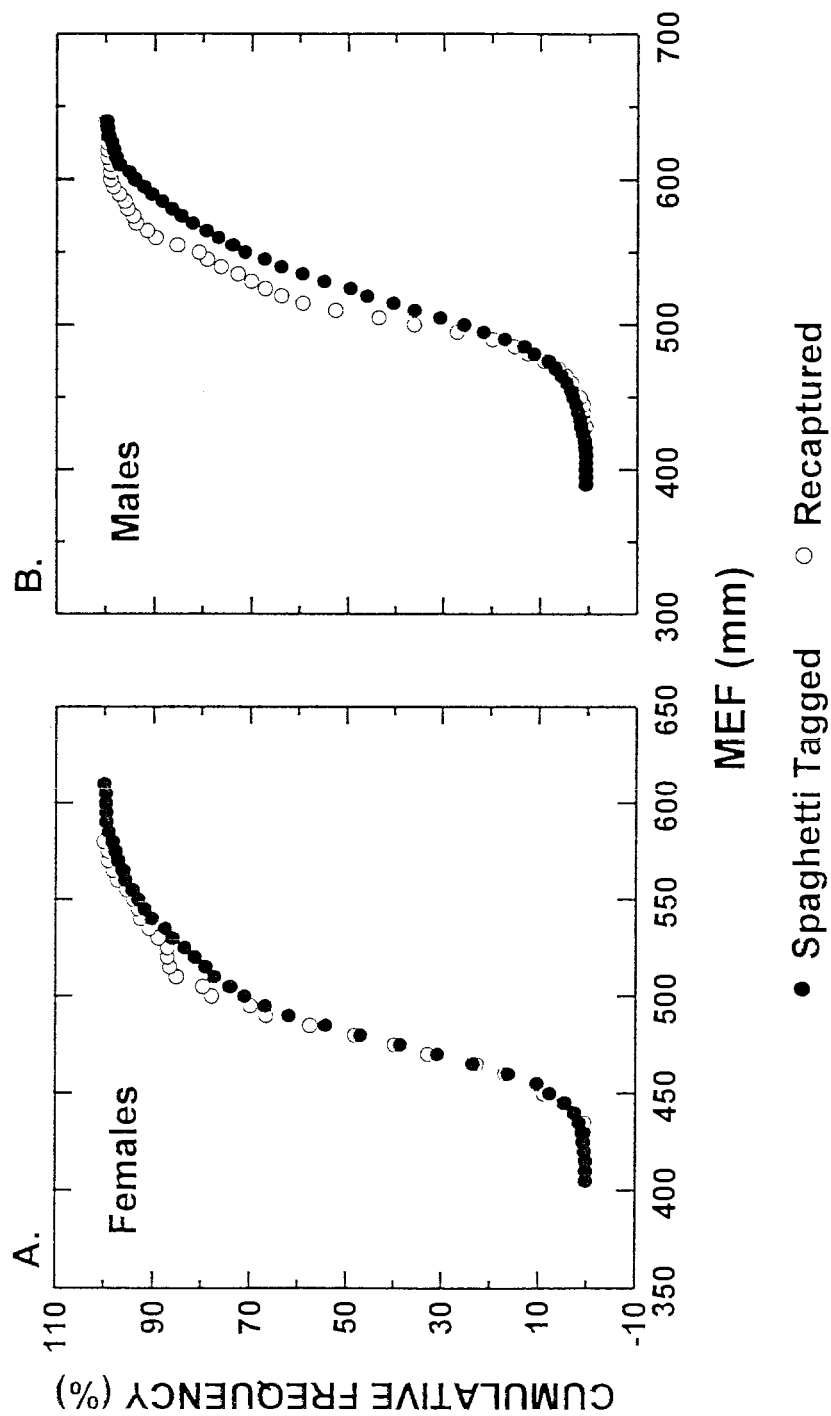 A.
B.
Females
Males
CUMULATIVE FREQUENCY (%)
110
90
70
50
30
10
-10
350
400
450
500
550
600
650
300
400
500
600
700
MEF (mm)
● Spaghetti Tagged
○ Recaptured